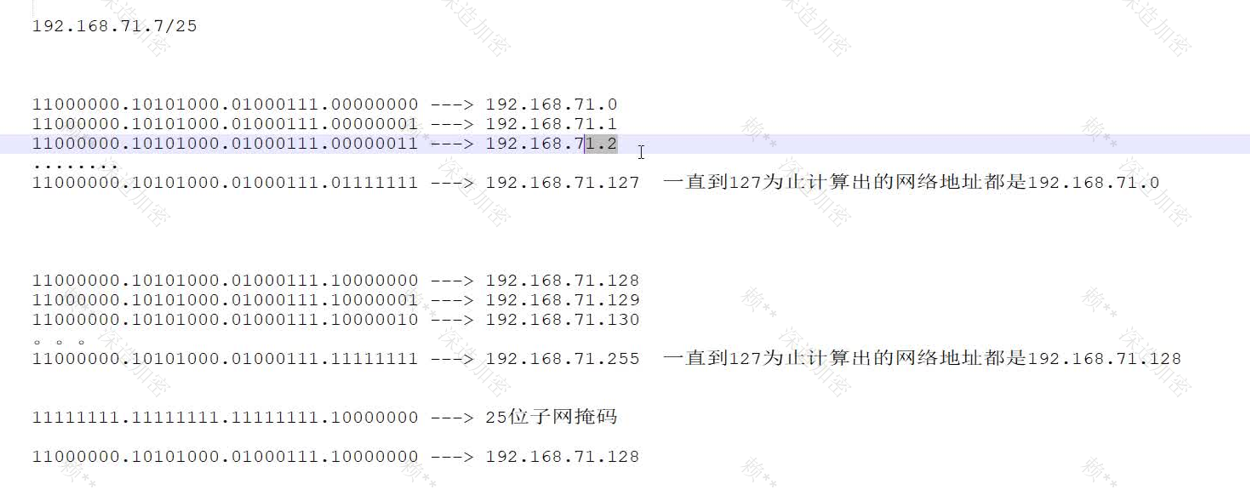 192.168.71.7/25
11000000.10101000.01000111.00000000 ---> 192.168.71.0
11000000.10101000.01000111.00000001 ---> 192.168.71.1
11000000.10101000.01000111.00000011 ---> 192.168.71.2
........
11000000.10101000.01000111.01111111 ---> 192.168.71.127 一直到127为止计算出的网络地址都是192.168.71.0
11000000.10101000.01000111.10000000 ---> 192.168.71.128
11000000.10101000.01000111.10000001 ---> 192.168.71.129
11000000.10101000.01000111.10000010 ---> 192.168.71.130
。。。
11000000.10101000.01000111.11111111 ---> 192.168.71.255 一直到127为止计算出的网络地址都是192.168.71.128
11111111.11111111.11111111.10000000 ---> 25位子网掩码
11000000.10101000.01000111.10000000 ---> 192.168.71.128
赖** 深造加密